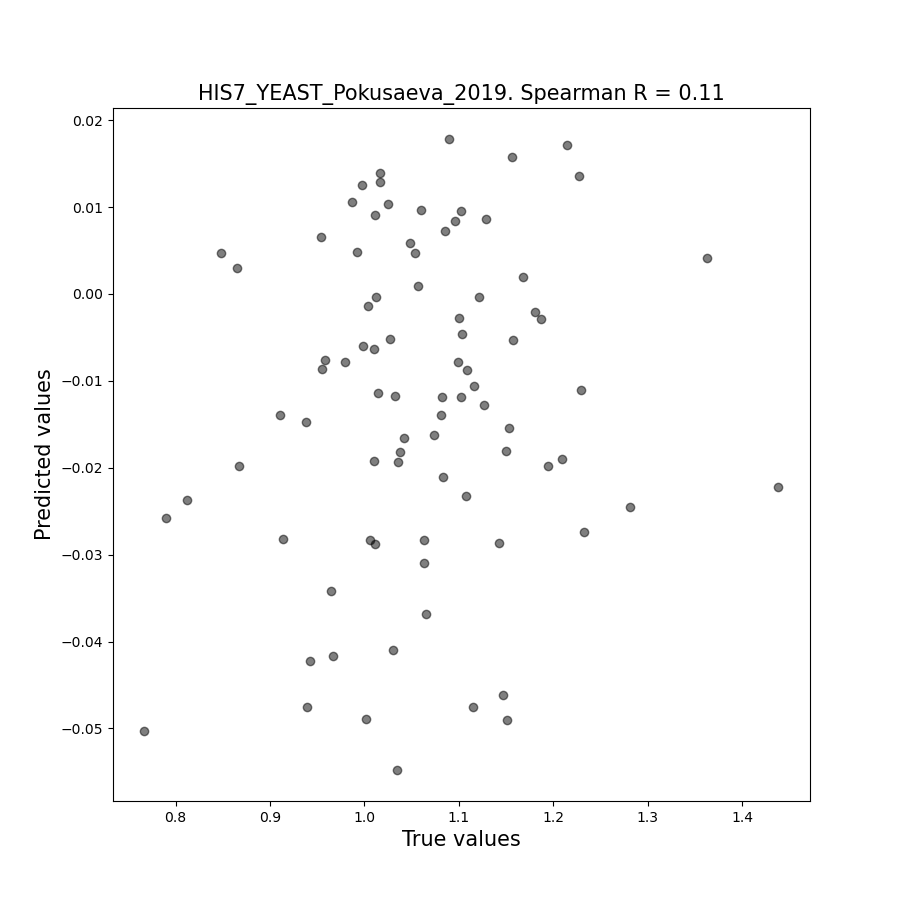 HIS7_YEAST_Pokusaeva_2019. Spearman R = 0.11
0.02
0.01
0.00
−0.01
−0.02
−0.03
−0.04
−0.05
Predicted values
0.8 0.9 1.0 1.1 1.2 1.3 1.4
True values